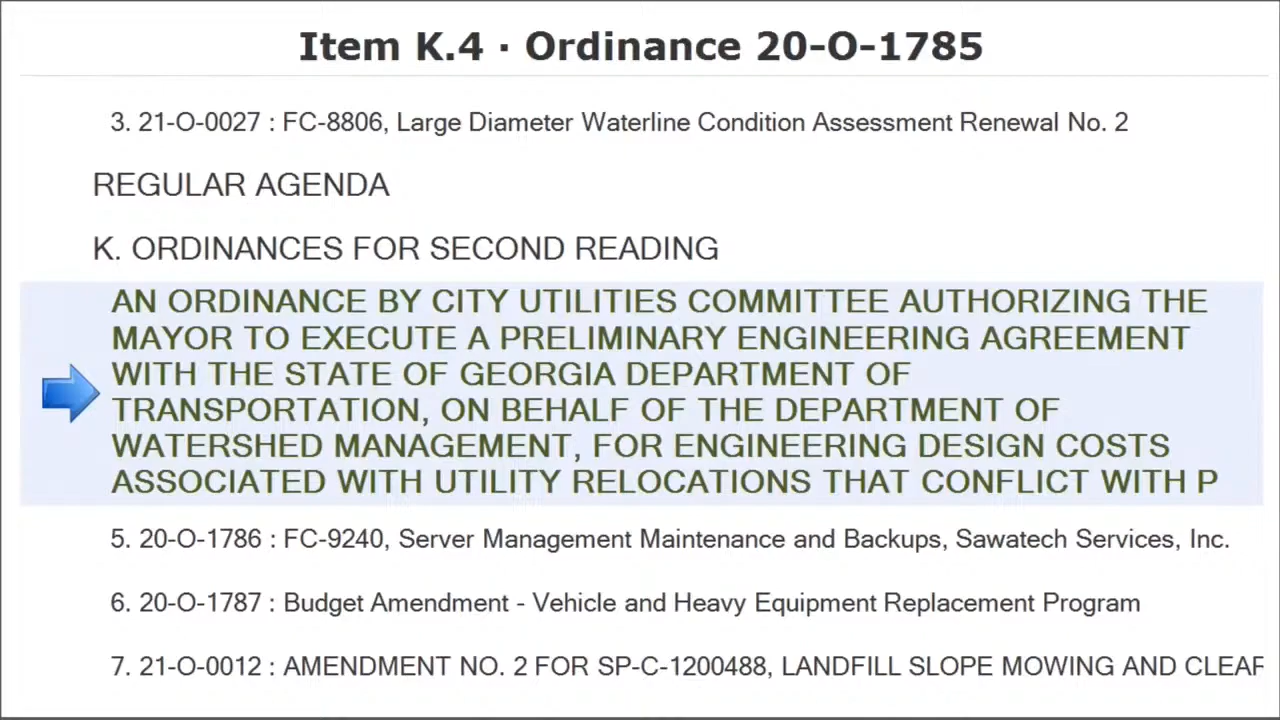 Item K.4 · Ordinance 20-O-1785
3. 21-O-0027 : FC-8806, Large Diameter Waterline Condition Assessment Renewal No. 2
REGULAR AGENDA
K. ORDINANCES FOR SECOND READING
AN ORDINANCE BY CITY UTILITIES COMMITTEE AUTHORIZING THE
MAYOR TO EXECUTE A PRELIMINARY ENGINEERING AGREEMENT
WITH THE STATE OF GEORGIA DEPARTMENT OF
TRANSPORTATION, ON BEHALF OF THE DEPARTMENT OF
WATERSHED MANAGEMENT, FOR ENGINEERING DESIGN COSTS
ASSOCIATED WITH UTILITY RELOCATIONS THAT CONFLICT WITH P
5. 20-O-1786 : FC-9240, Server Management Maintenance and Backups, Sawatech Services, Inc.
6. 20-O-1787 : Budget Amendment - Vehicle and Heavy Equipment Replacement Program
7. 21-O-0012 : AMENDMENT NO. 2 FOR SP-C-1200488, LANDFILL SLOPE MOWING AND